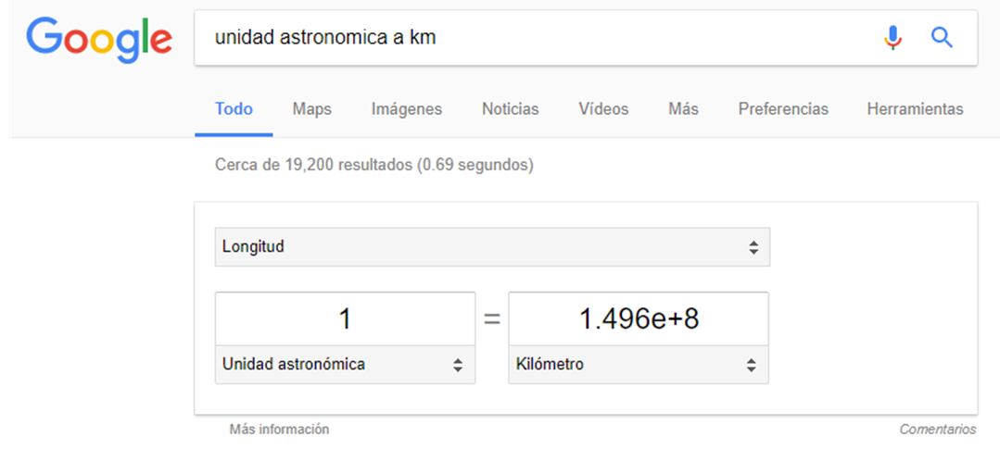 Google
unidad astronomica a km
Todo Maps Imágenes Noticias Vídeos Más Preferencias Herramientas
Cerca de 19,200 resultados (0.69 segundos)
Longitud
1 = 1.496e+8
Unidad astronómica Kilómetro
Más información Comentarios